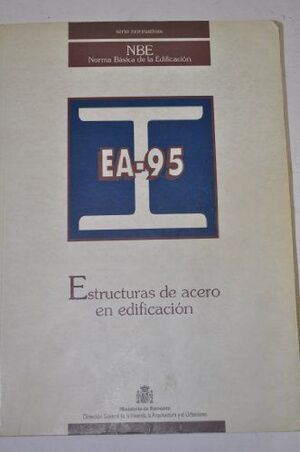 serie normativas
NBE
Norma Básica de la Edificación
EA-95
Estructuras de acero
en edificación
Ministerio de Fomento
Dirección General de la Vivienda, la Arquitectura y el Urbanismo